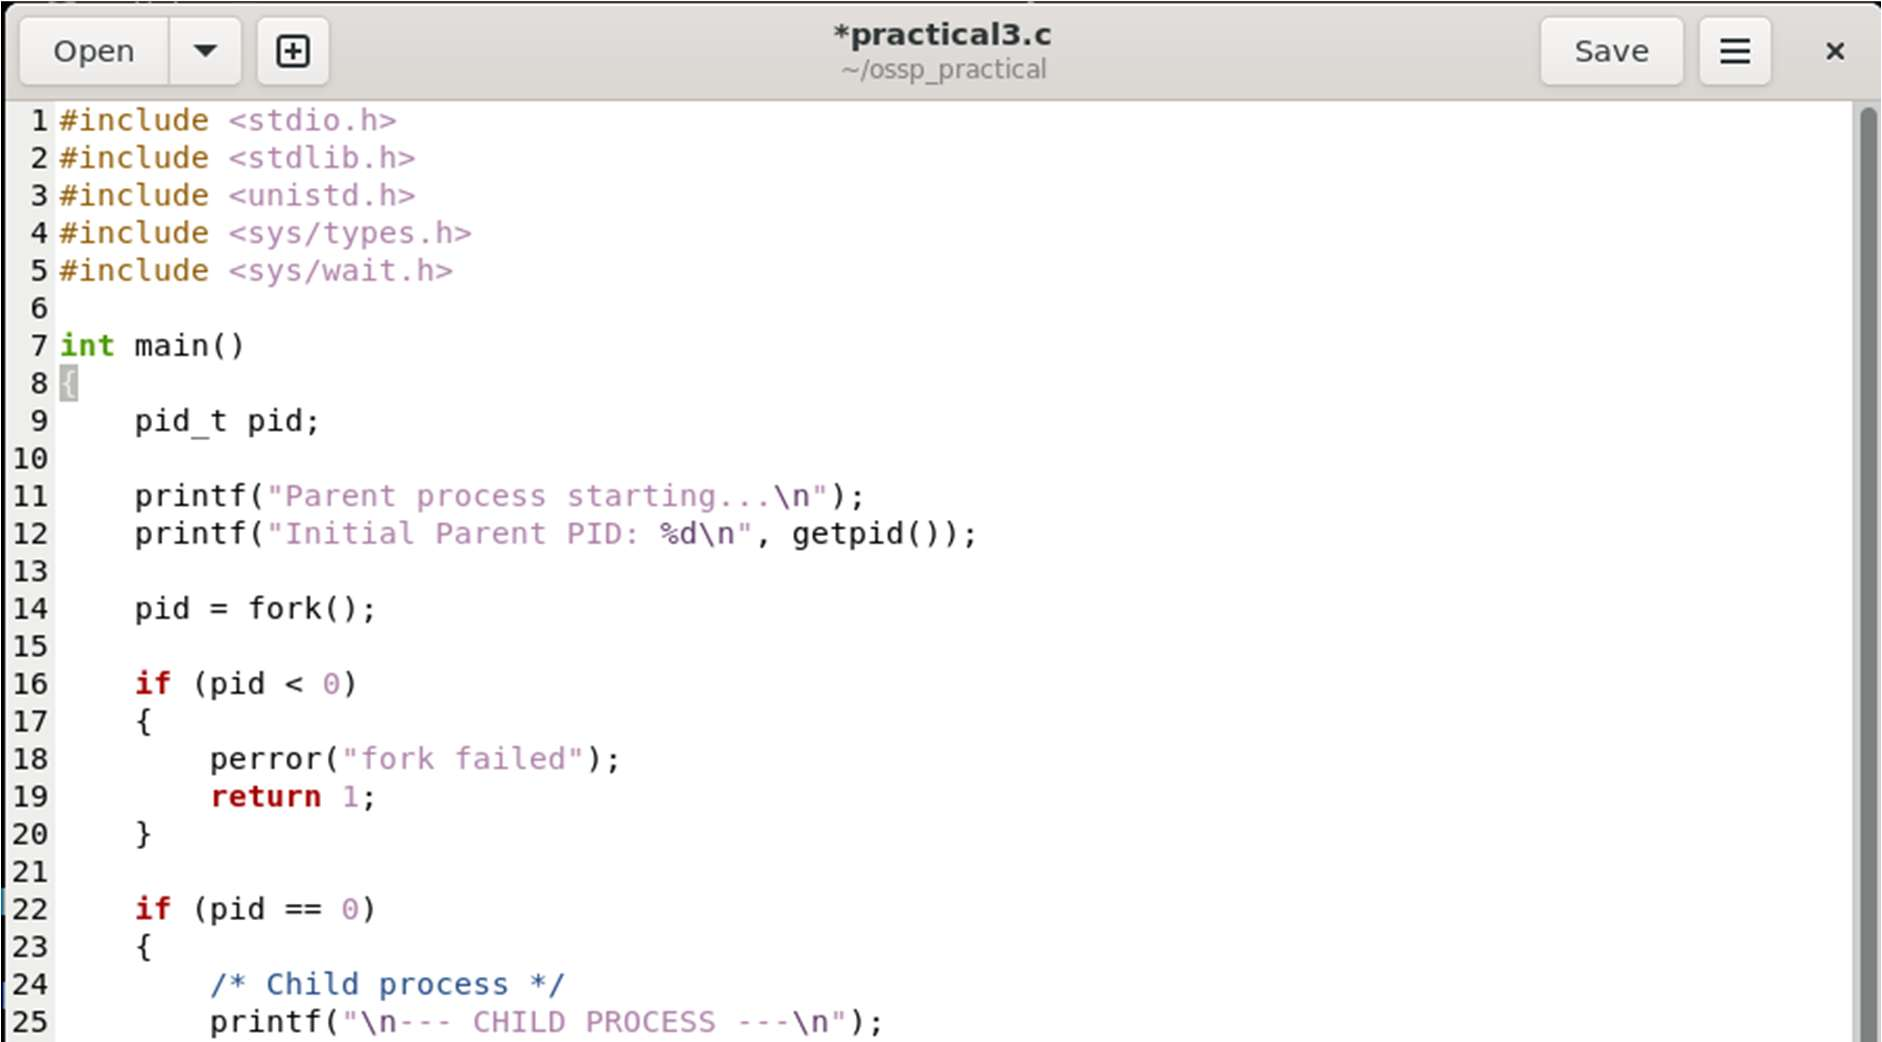 Open
*practical3.c
~/ossp_practical
Save
1 #include <stdio.h>
2 #include <stdlib.h>
3 #include <unistd.h>
4 #include <sys/types.h>
5 #include <sys/wait.h>
6
7 int main()
8 {
9     pid_t pid;
10
11     printf("Parent process starting...\n");
12     printf("Initial Parent PID: %d\n", getpid());
13
14     pid = fork();
15
16     if (pid < 0)
17     {
18         perror("fork failed");
19         return 1;
20     }
21
22     if (pid == 0)
23     {
24         /* Child process */
25         printf("\n--- CHILD PROCESS ---\n");